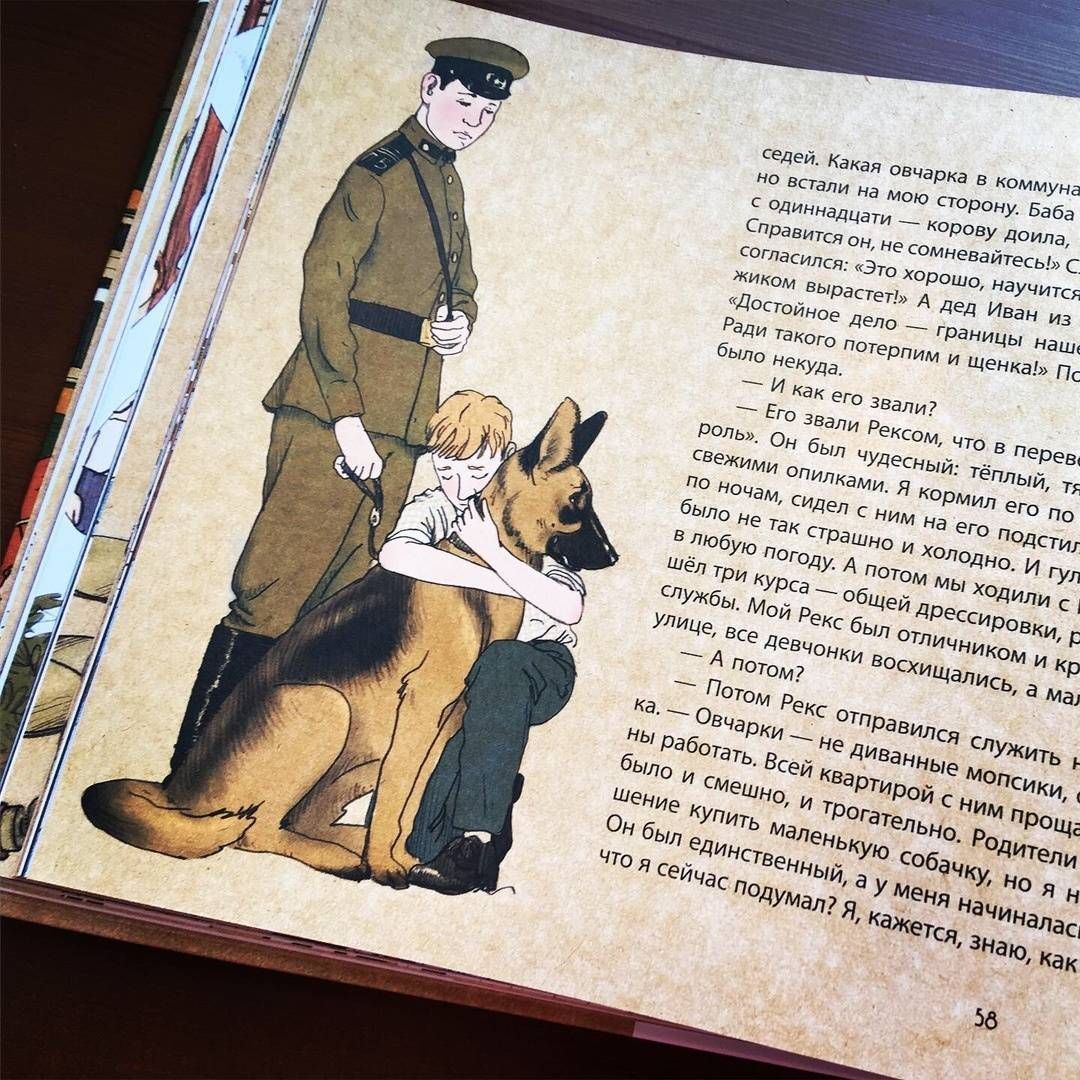 седей. Какая овчарка в коммуна
но встали на мою сторону. Баба
с одиннадцати — корову доила,
Справится он, не сомневайтесь!»
согласился: «Это хорошо, научится
жиком вырастет!» А дед Иван из
«Достойное дело — границы наше
Ради такого потерпим и щенка!» По
было некуда.
— И как его звали?
— Его звали Рексом, что в перево
роль». Он был чудесный: тёплый, тя
свежими опилками. Я кормил его по
по ночам, сидел с ним на его подстил
было не так страшно и холодно. И гул
в любую погоду. А потом мы ходили с
шёл три курса — общей дрессировки, р
службы. Мой Рекс был отличником и кр
улице, все девчонки восхищались, а мал
— А потом?
— Потом Рекс отправился служить н
ка. — Овчарки — не диванные мопсики,
ны работать. Всей квартирой с ним проща
было и смешно, и трогательно. Родители
шение купить маленькую собачку, но я н
Он был единственный, а у меня начиналас
что я сейчас подумал? Я, кажется, знаю, как
58